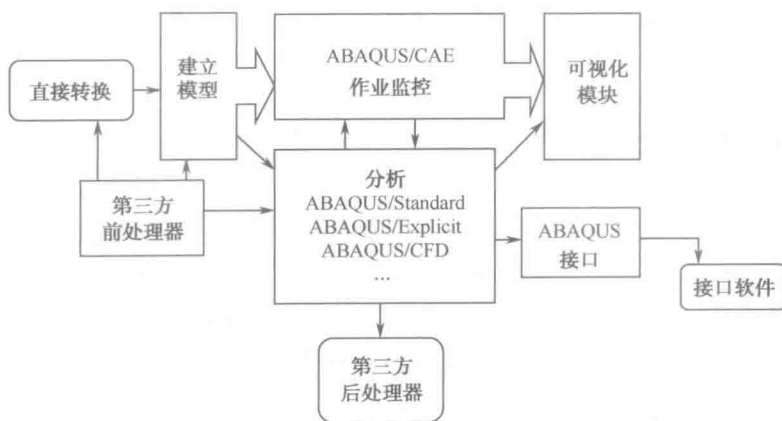 建立
模型
ABAQUS/CAE
作业监控
可视化
模块
直接转换
第三方
前处理器
分析
ABAQUS/Standard
ABAQUS/Explicit
ABAQUS/CFD
...
ABAQUS
接口
接口软件
第三方
后处理器